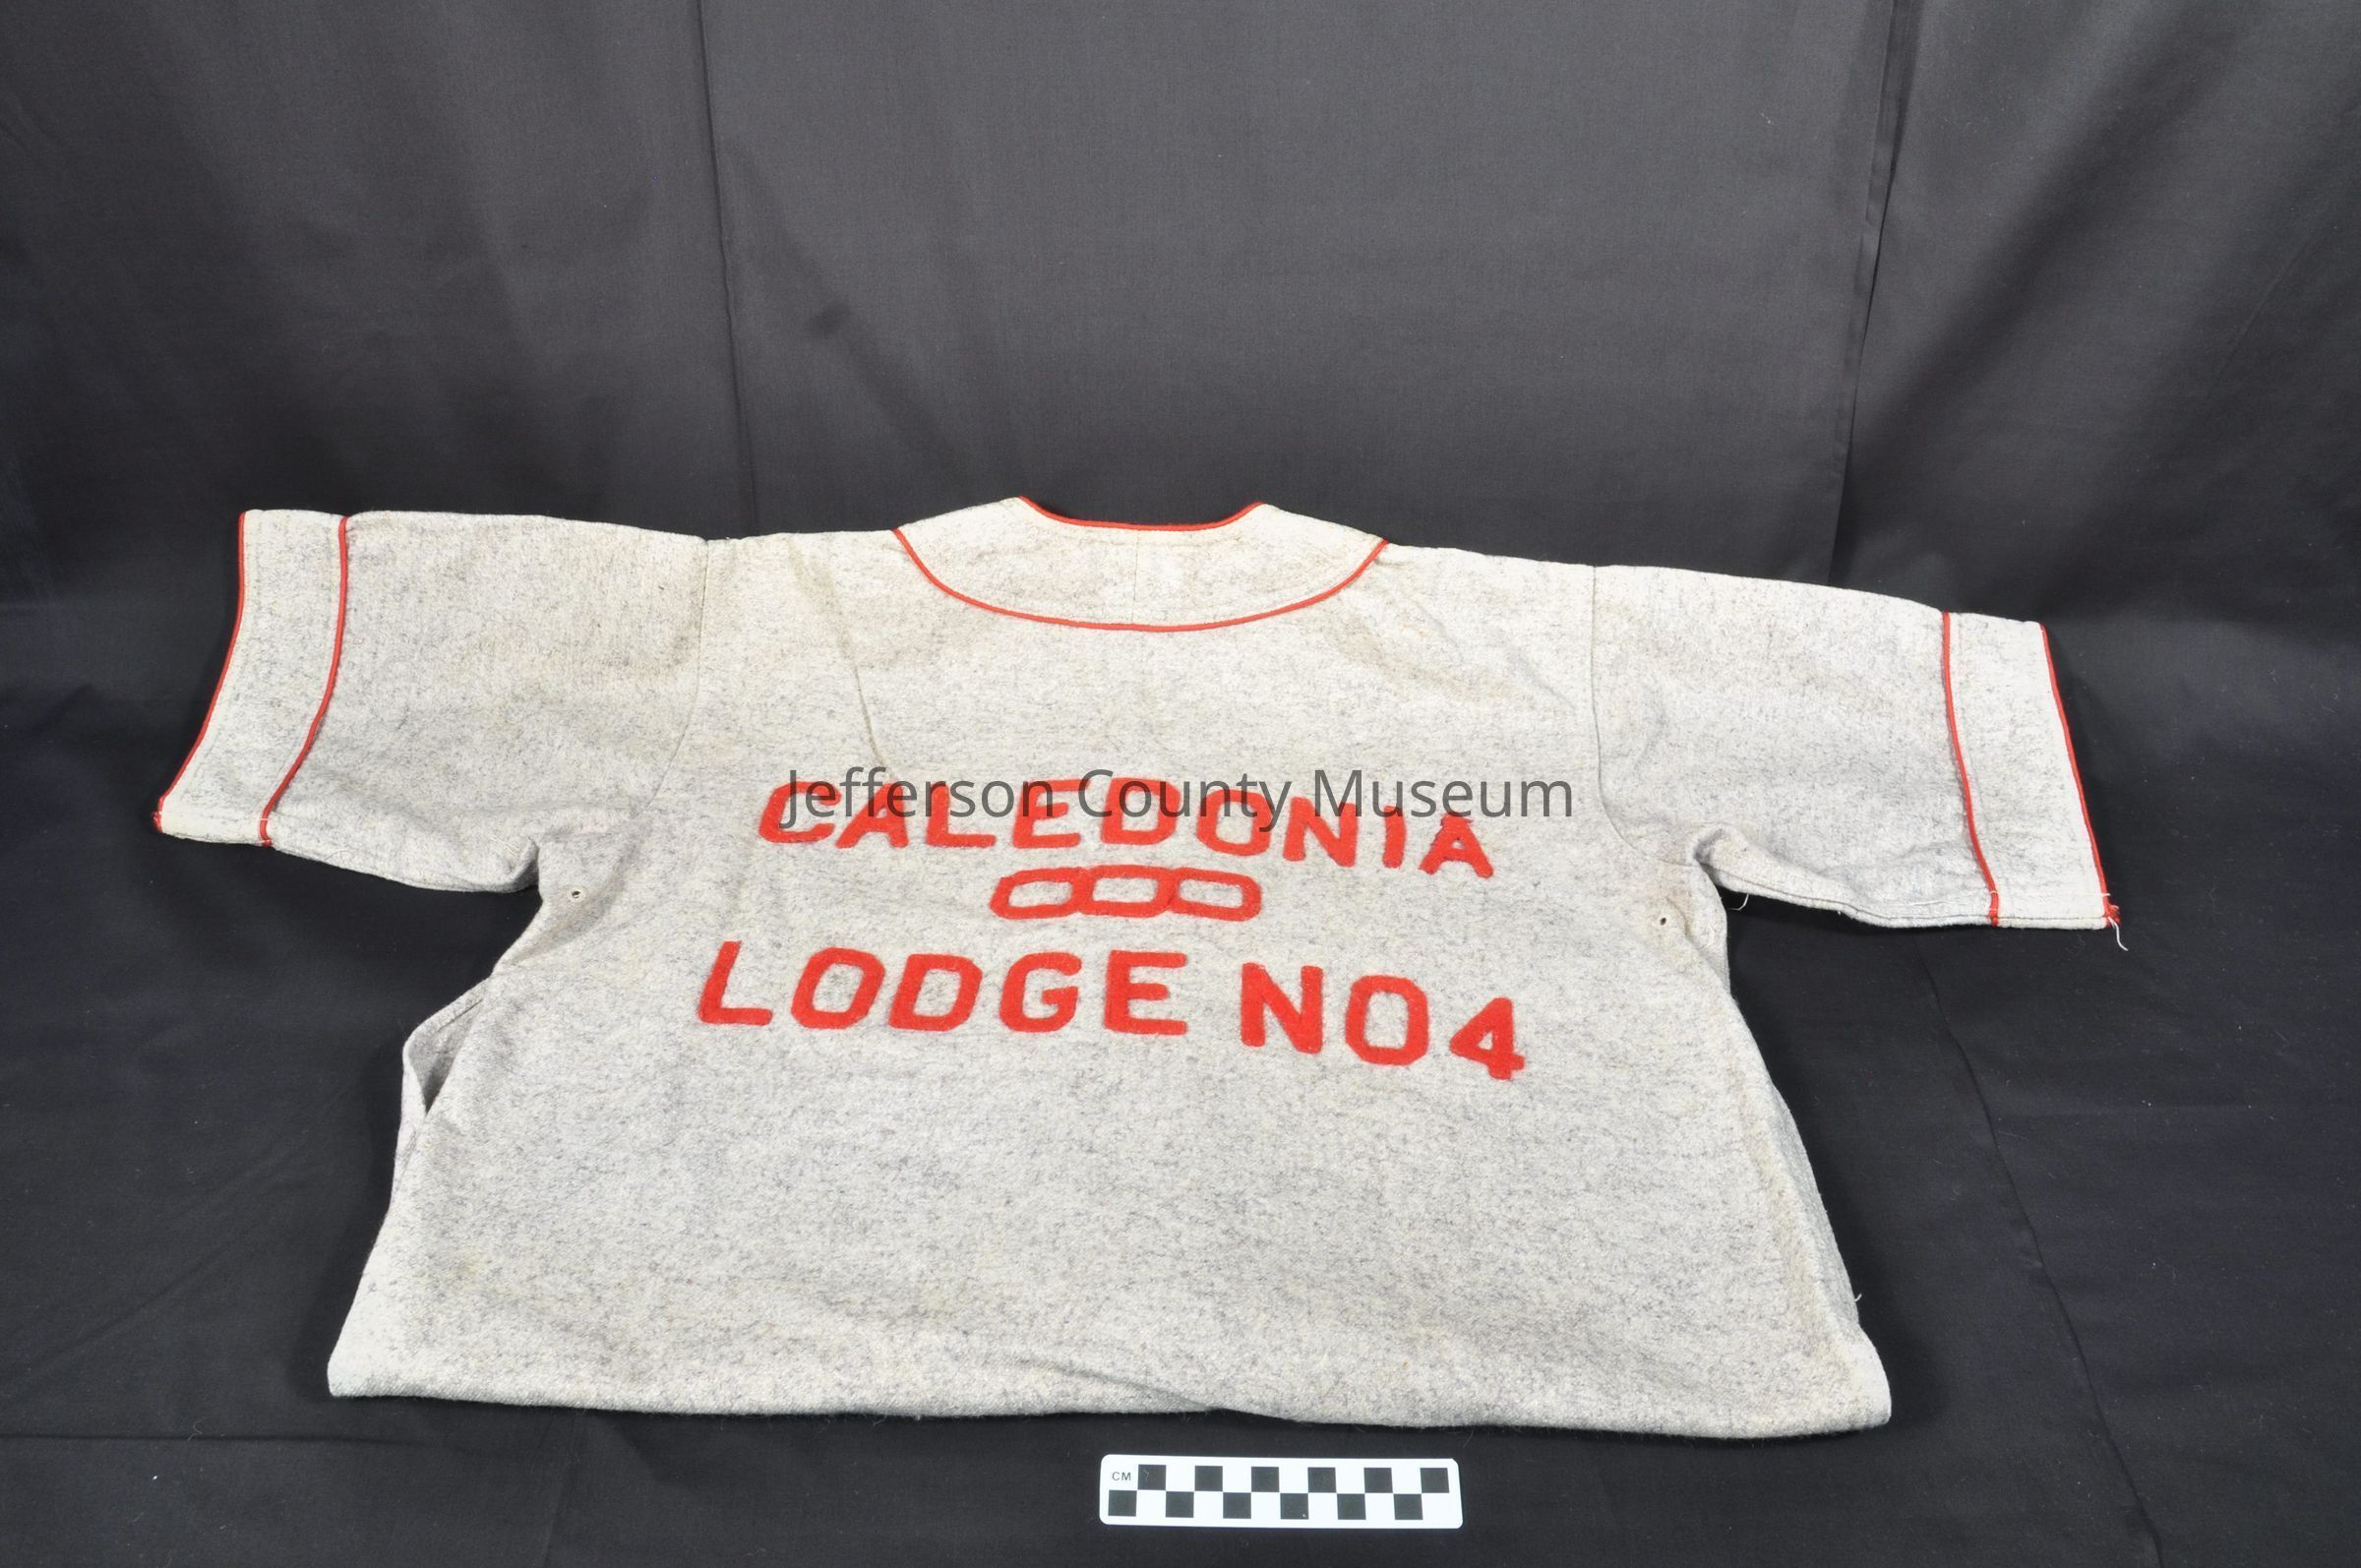 Jefferson County Museum
CALEDONIA
LODGE NO4
CM